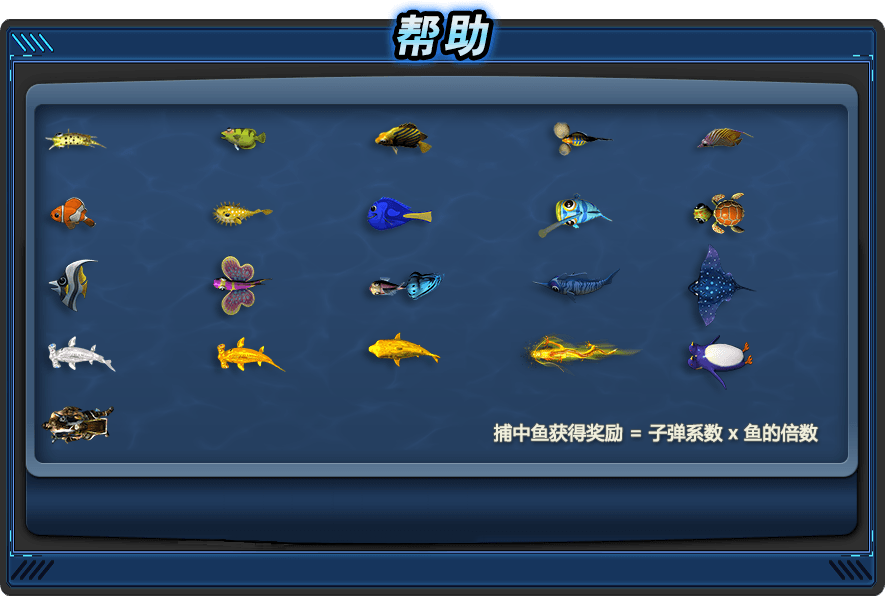 帮助
捕中鱼获得奖励 = 子弹系数 x 鱼的倍数